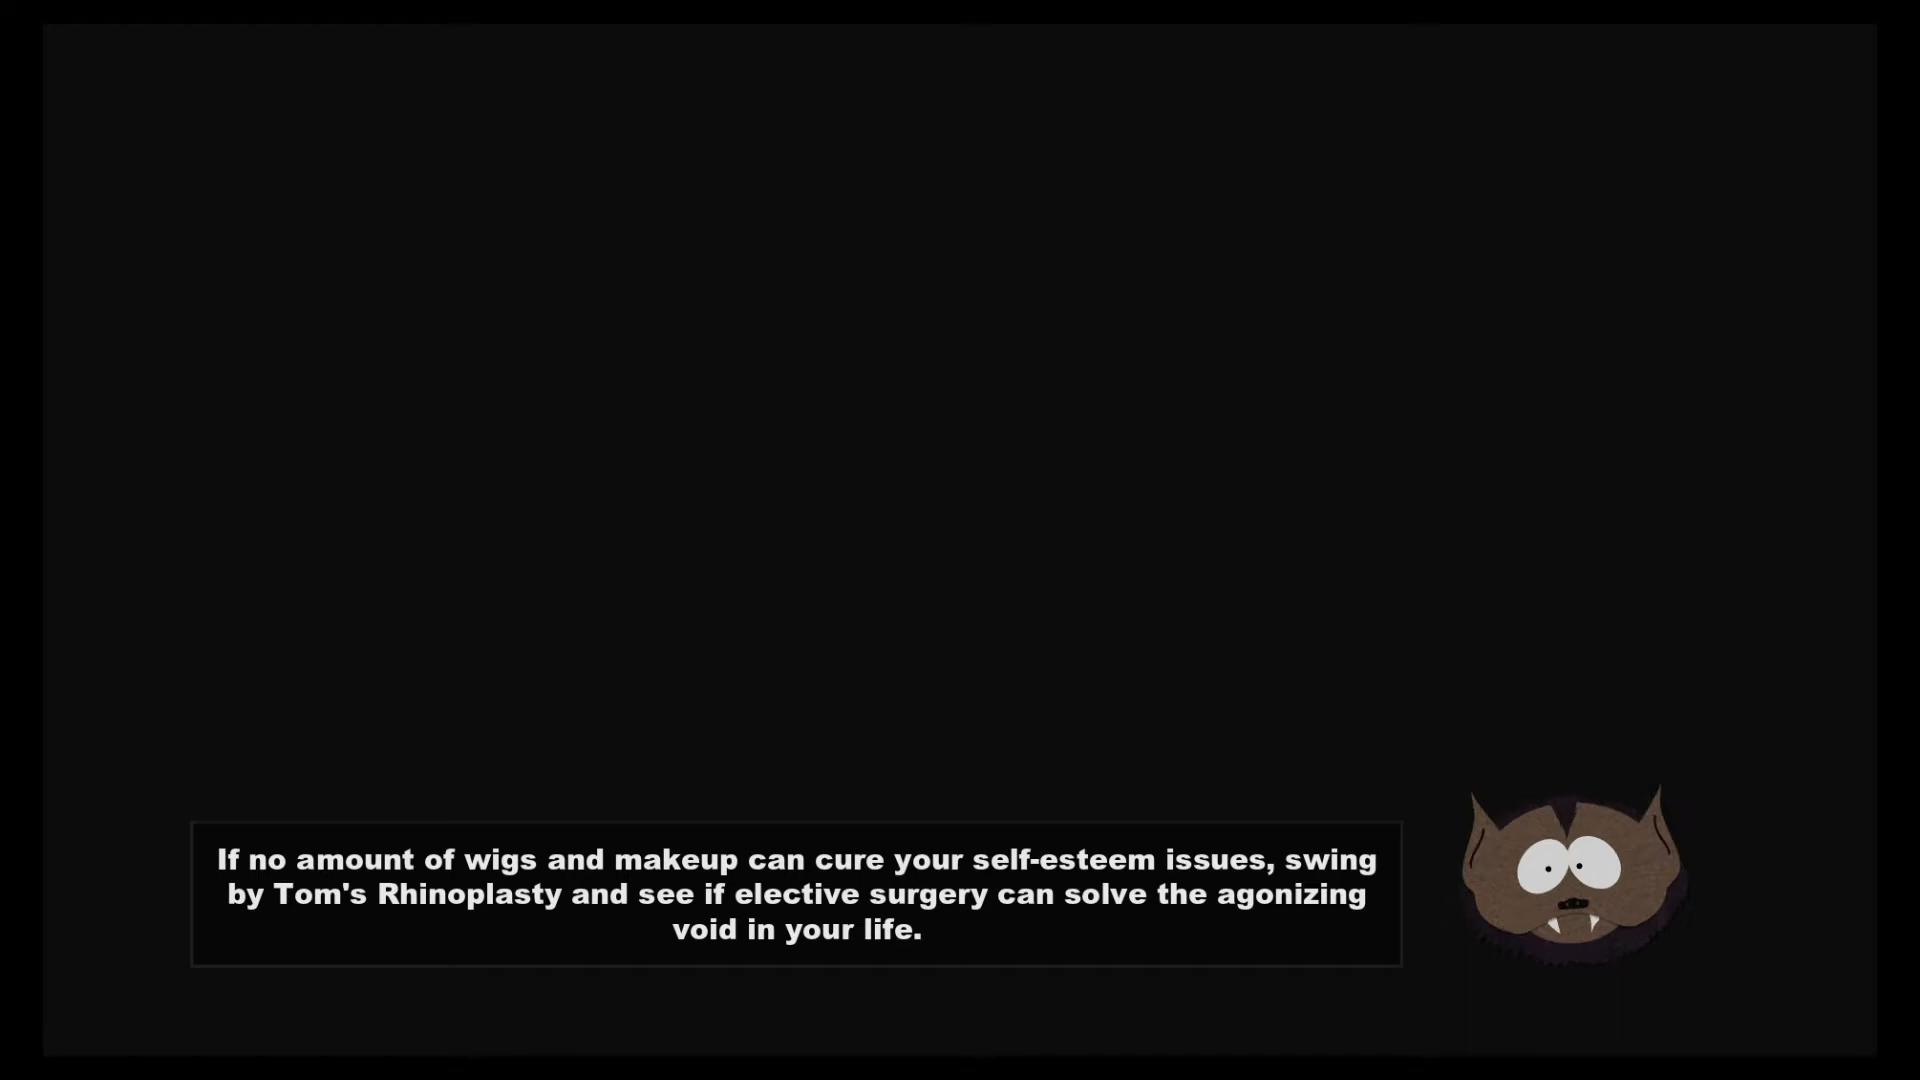 If no amount of wigs and makeup can cure your self-esteem issues, swing
by Tom's Rhinoplasty and see if elective surgery can solve the agonizing
void in your life.